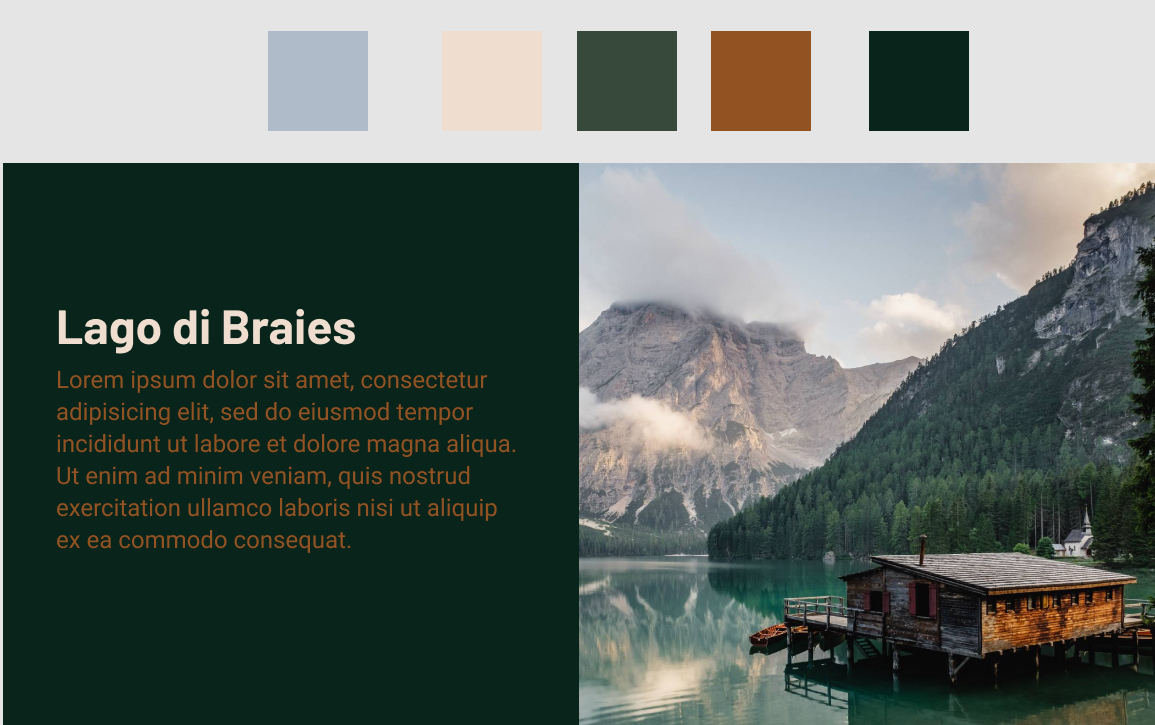 Lago di Braies
Lorem ipsum dolor sit amet, consectetur
adipisicing elit, sed do eiusmod tempor
incididunt ut labore et dolore magna aliqua.
Ut enim ad minim veniam, quis nostrud
exercitation ullamco laboris nisi ut aliquip
ex ea commodo consequat.